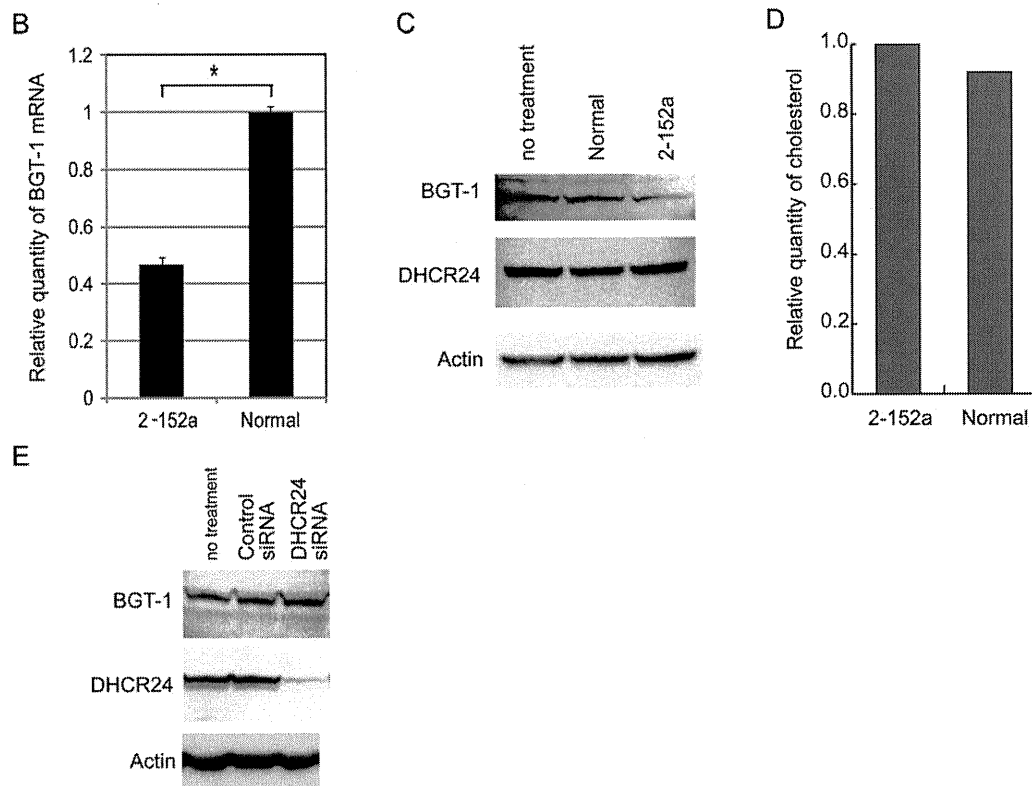 B
Relative quantity of BGT-1 mRNA
1.2
1
0.8
0.6
0.4
0.2
0
*
2-152a
Normal
C
no treatment
Normal
2-152a
BGT-1
DHCR24
Actin
D
Relative quantity of cholesterol
1.0
0.8
0.6
0.4
0.2
0.0
2-152a
Normal
E
no treatment
Control
siRNA
DHCR24
siRNA
BGT-1
DHCR24
Actin